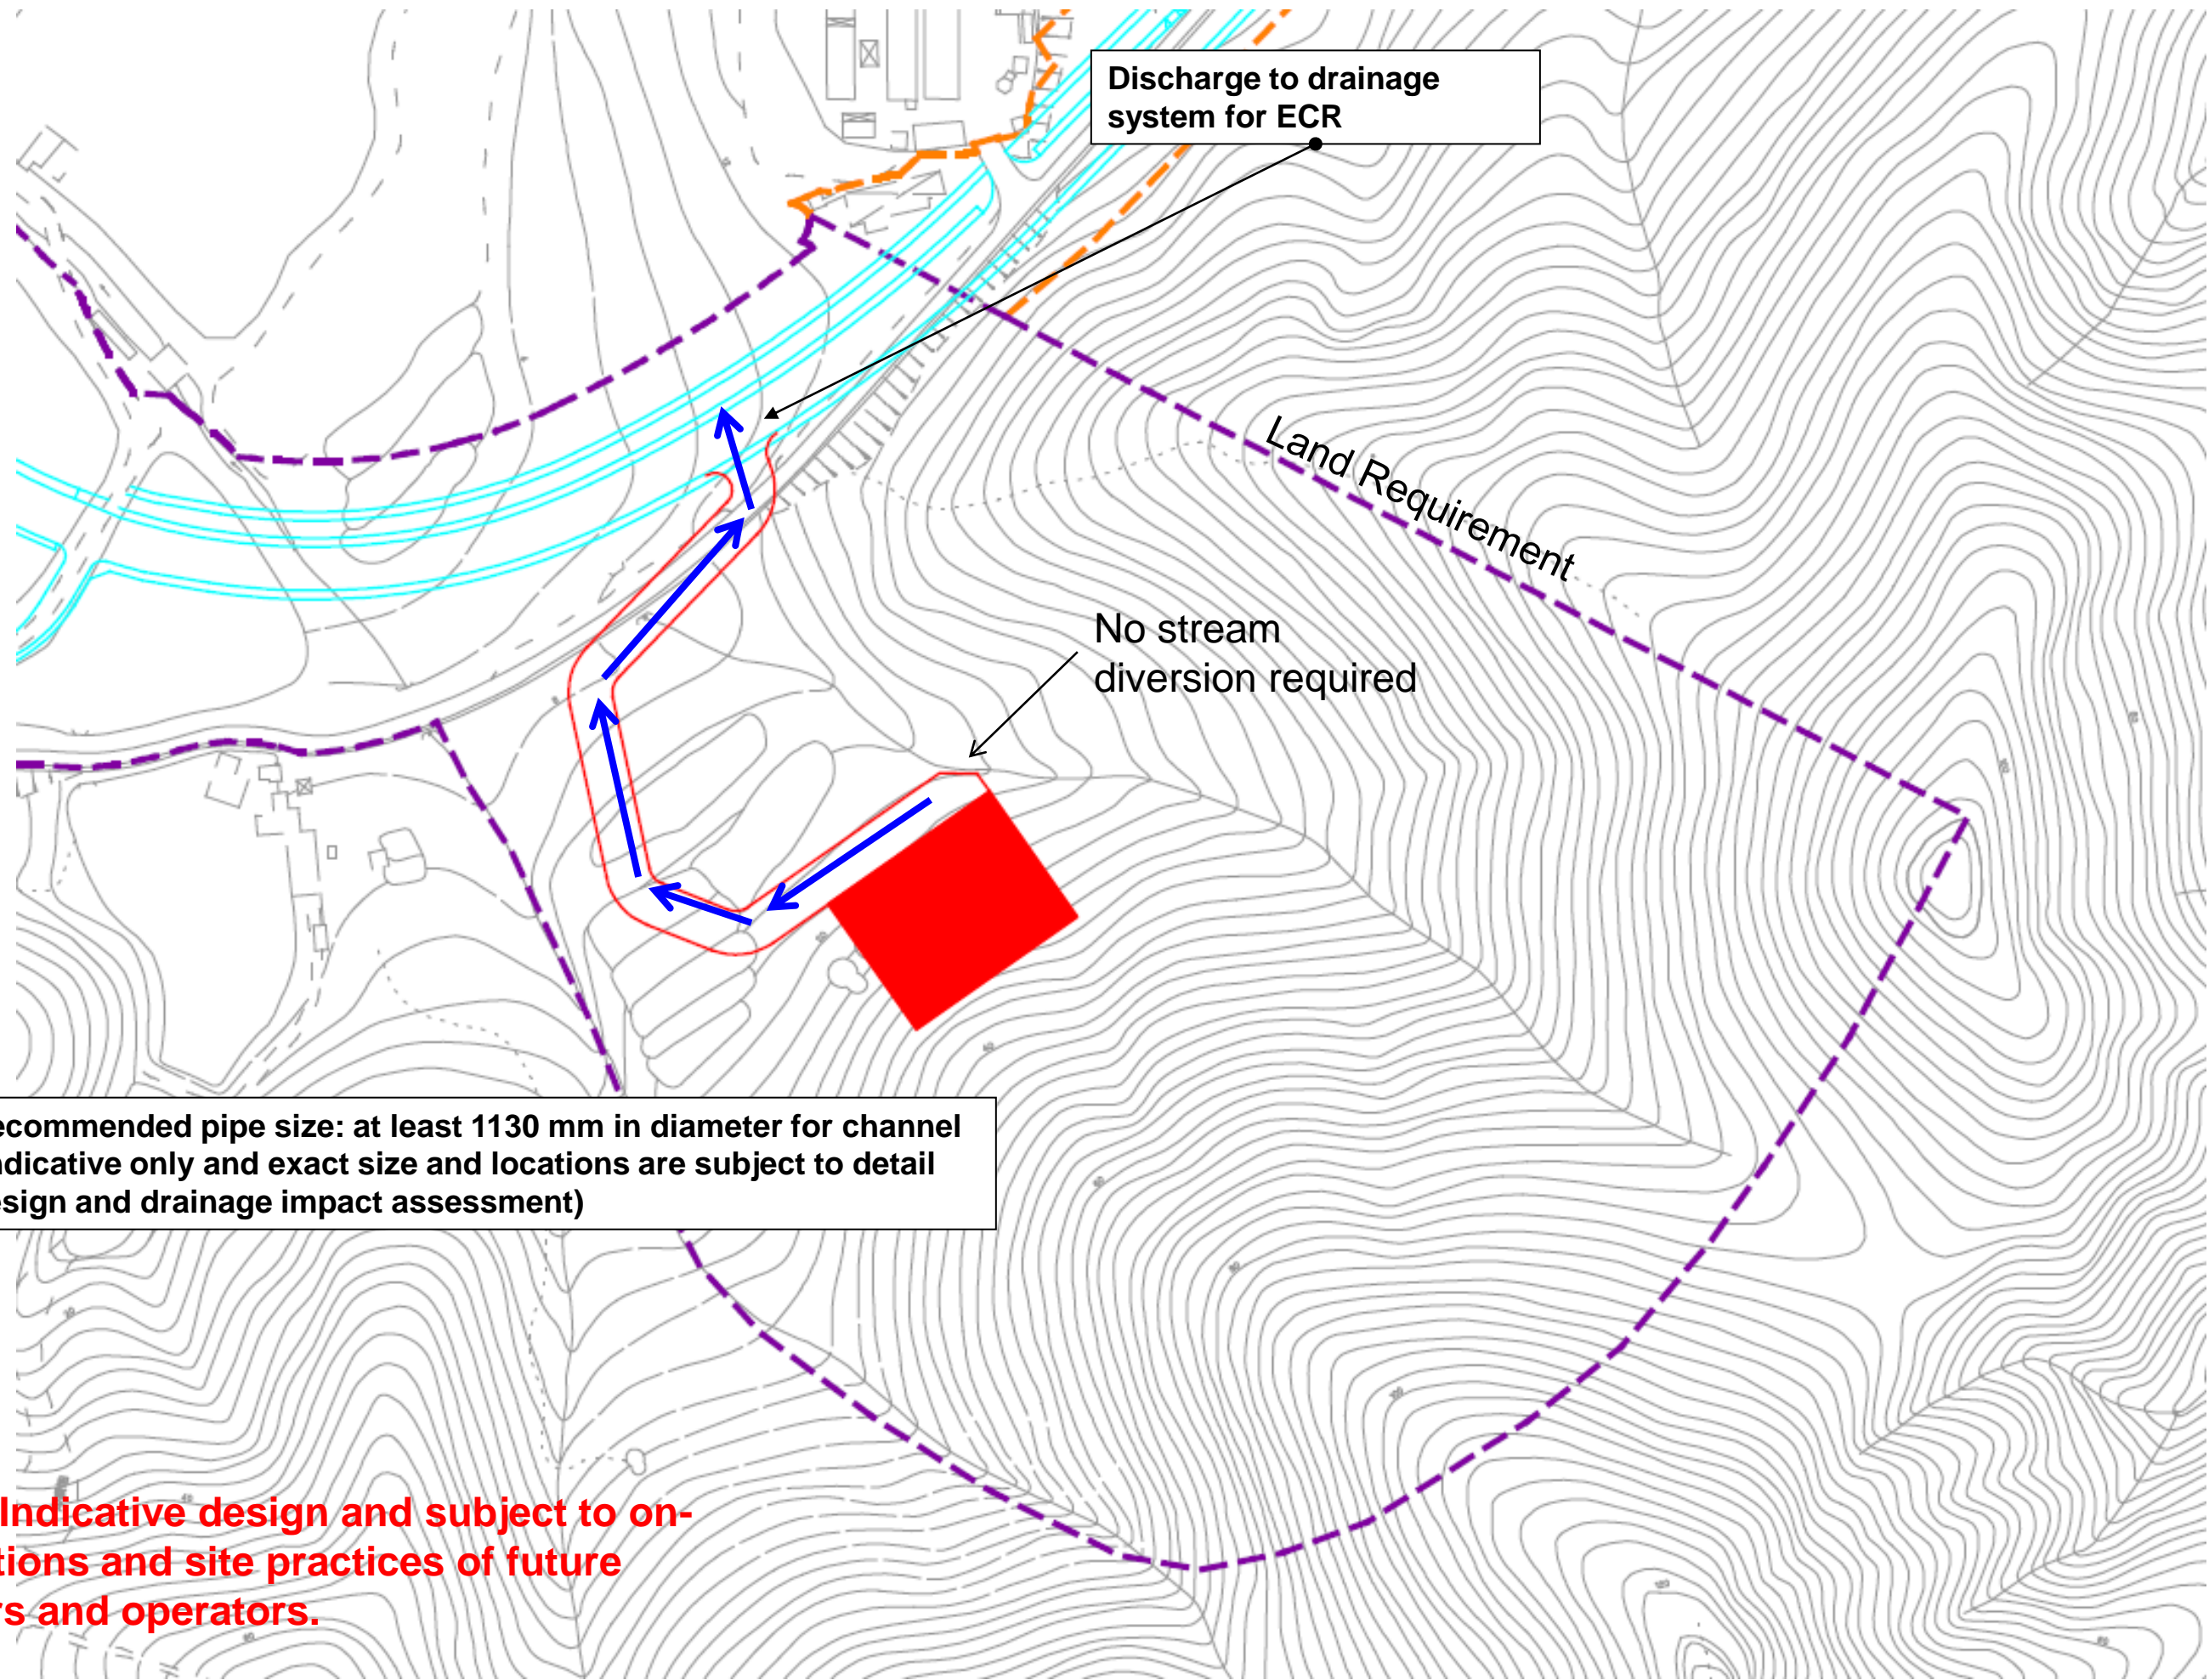 Discharge to drainage
system for ECR
Land Requirement
No stream
diversion required
ecommended pipe size: at least 1130 mm in diameter for channel
ndicative only and exact size and locations are subject to detail
esign and drainage impact assessment)
Indicative design and subject to on-
tions and site practices of future
rs and operators.